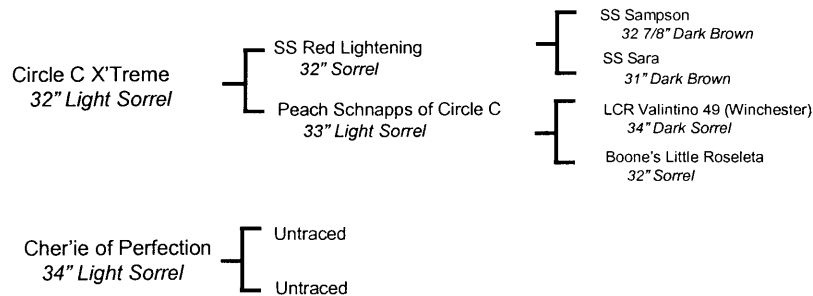 SS Sampson
32 7/8" Dark Brown
SS Red Lightening
32" Sorrel
SS Sara
31" Dark Brown
Circle C X'Treme
32" Light Sorrel
Peach Schnapps of Circle C
33" Light Sorrel
LCR Valintino 49 (Winchester)
34" Dark Sorrel
Boone's Little Roseleta
32" Sorrel
Untraced
Cher'ie of Perfection
34" Light Sorrel
Untraced